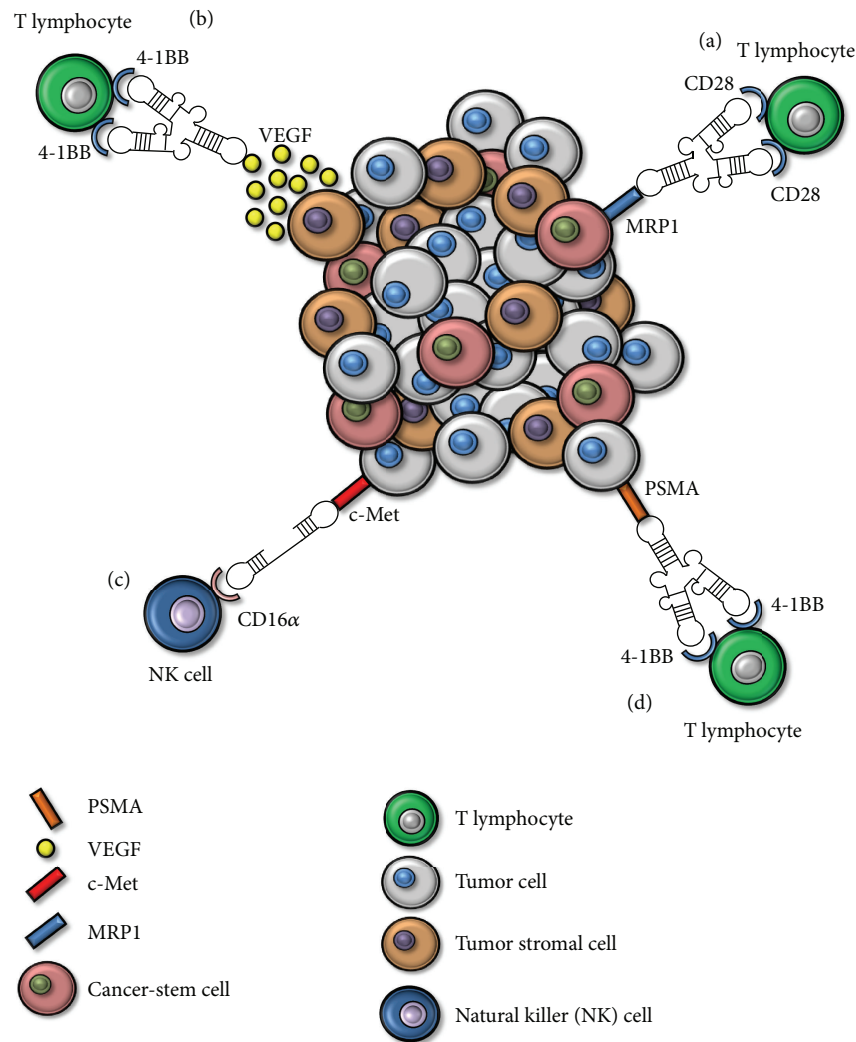 (b)
T lymphocyte
4-1BB
4-1BB
VEGF
(a)
T lymphocyte
CD28
CD28
MRP1
c-Met
(c)
CD16α
NK cell
PSMA
4-1BB
4-1BB
(d)
T lymphocyte
PSMA
VEGF
c-Met
MRP1
Cancer-stem cell
T lymphocyte
Tumor cell
Tumor stromal cell
Natural killer (NK) cell